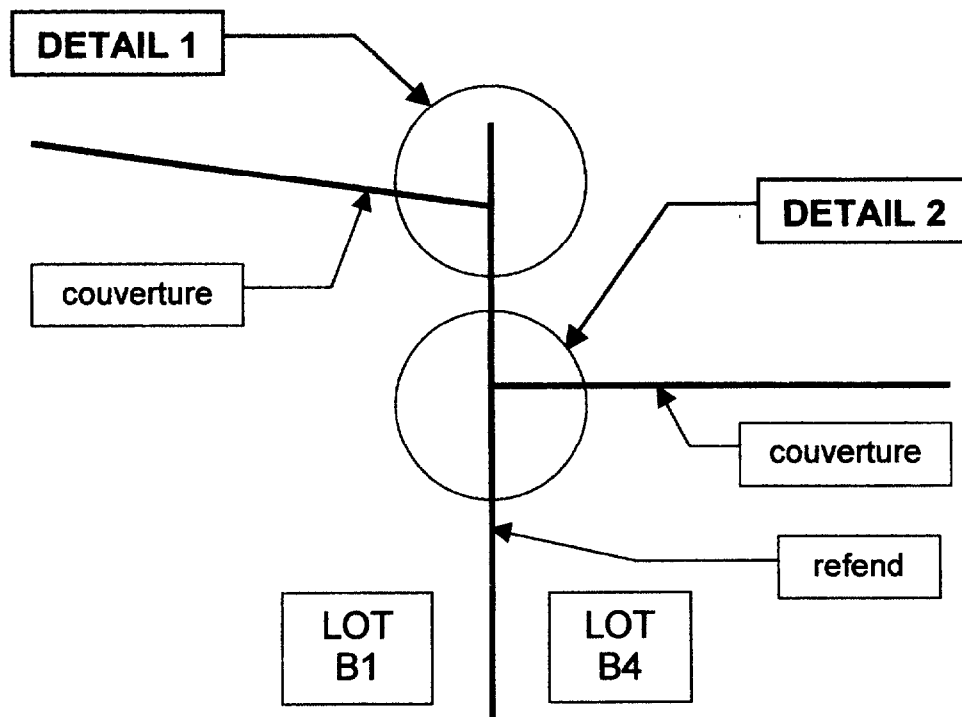 DETAIL 1
DETAIL 2
couverture
couverture
refend
LOT
B1
LOT
B4